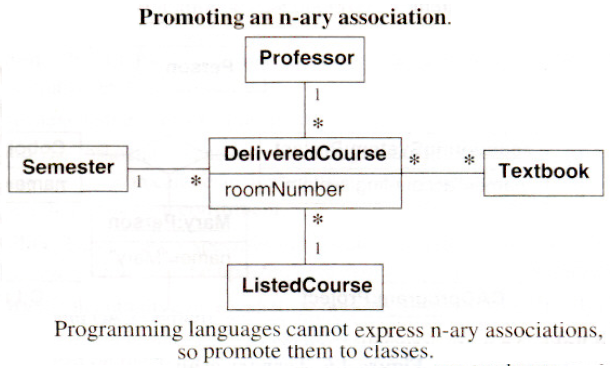 Promoting an n-ary association.
Professor
1
*
Semester
1
*
DeliveredCourse
roomNumber
*
*
Textbook
*
1
ListedCourse
Programming languages cannot express n-ary associations,
so promote them to classes.